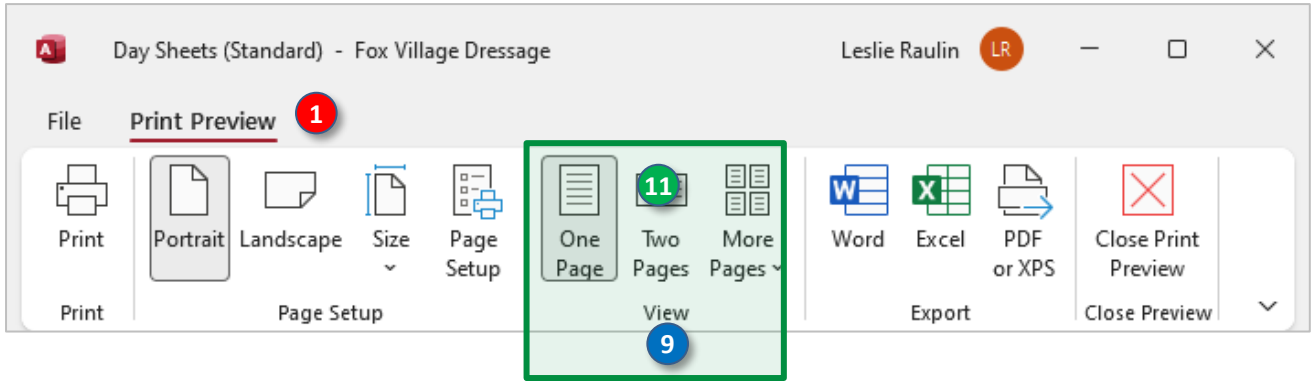 A Day Sheets (Standard) - Fox Village Dressage Leslie Raulin LR
File Print Preview 1
11
W X
Print Portrait Landscape Size Page Setup One Page Two Pages More Pages Word Excel PDF or XPS Close Print Preview
Print Page Setup View Export Close Preview
9